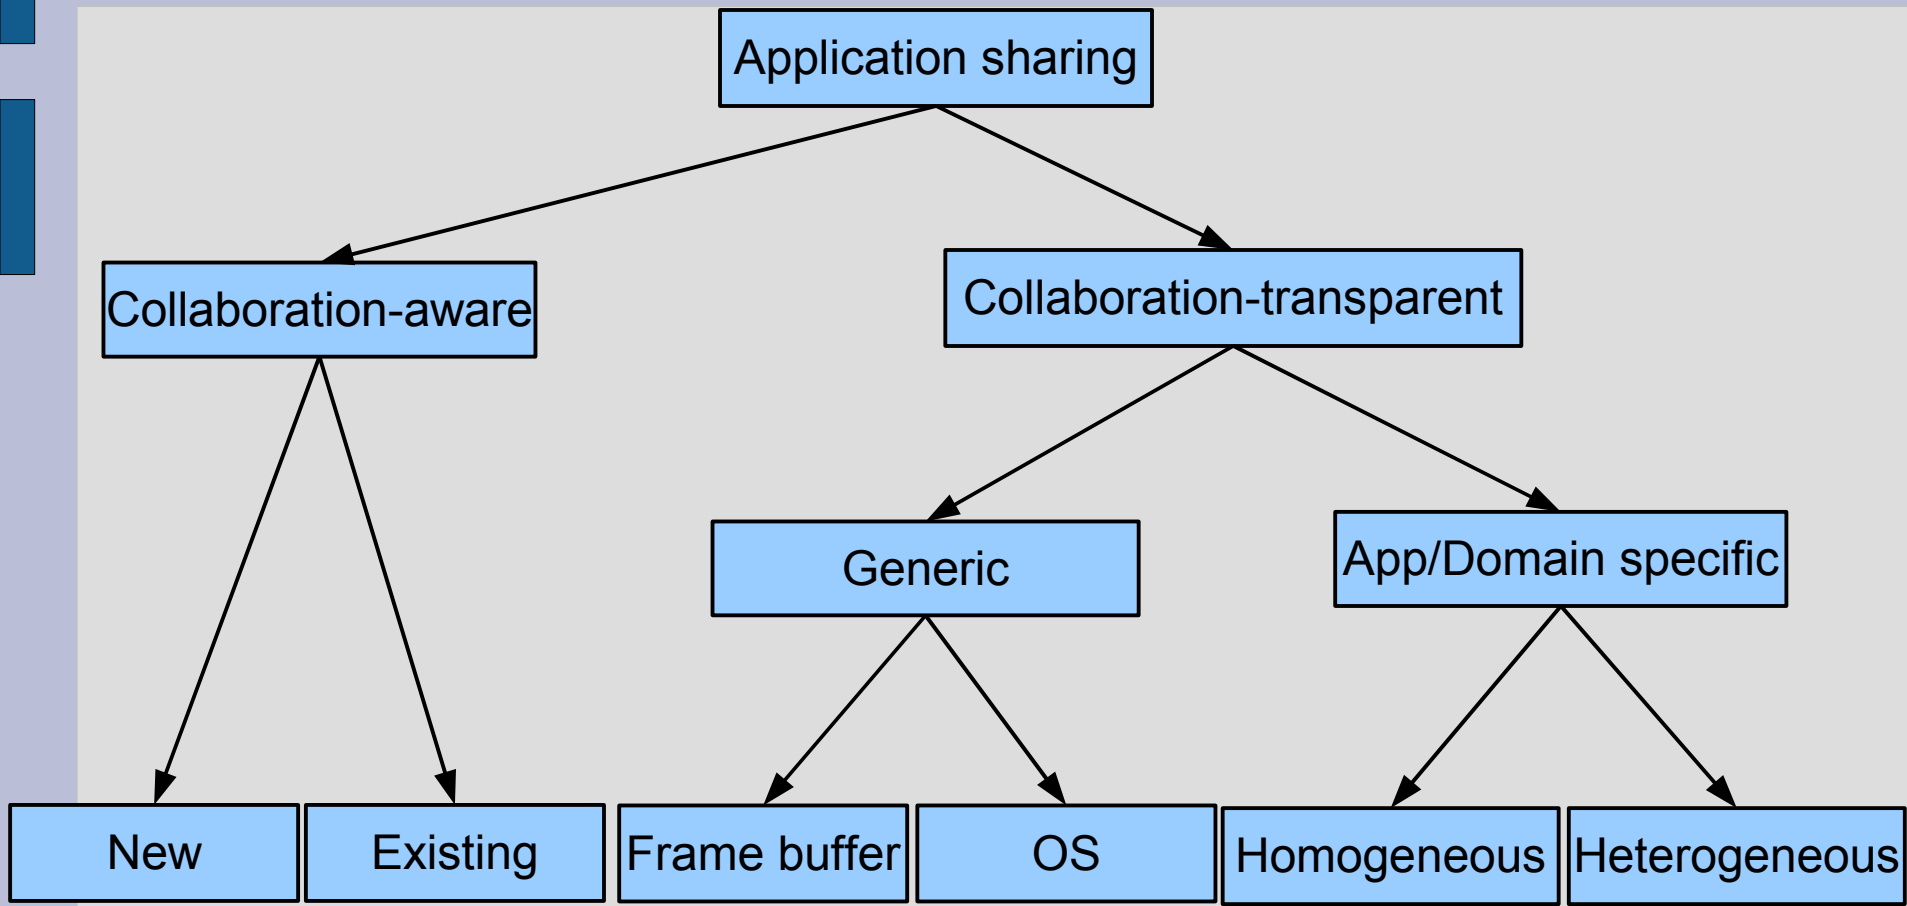 Application sharing
Collaboration-aware
Collaboration-transparent
Generic
App/Domain specific
New
Existing
Frame buffer
OS
Homogeneous
Heterogeneous